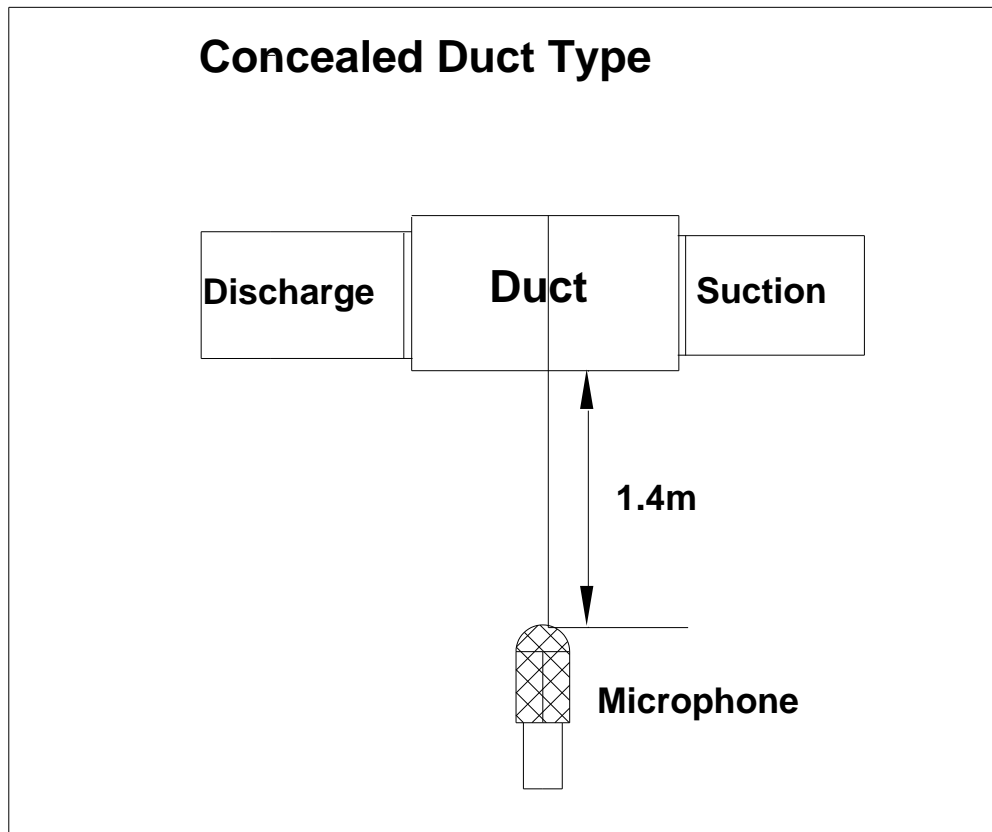 Concealed Duct Type
Discharge
Duct
Suction
1.4m
Microphone